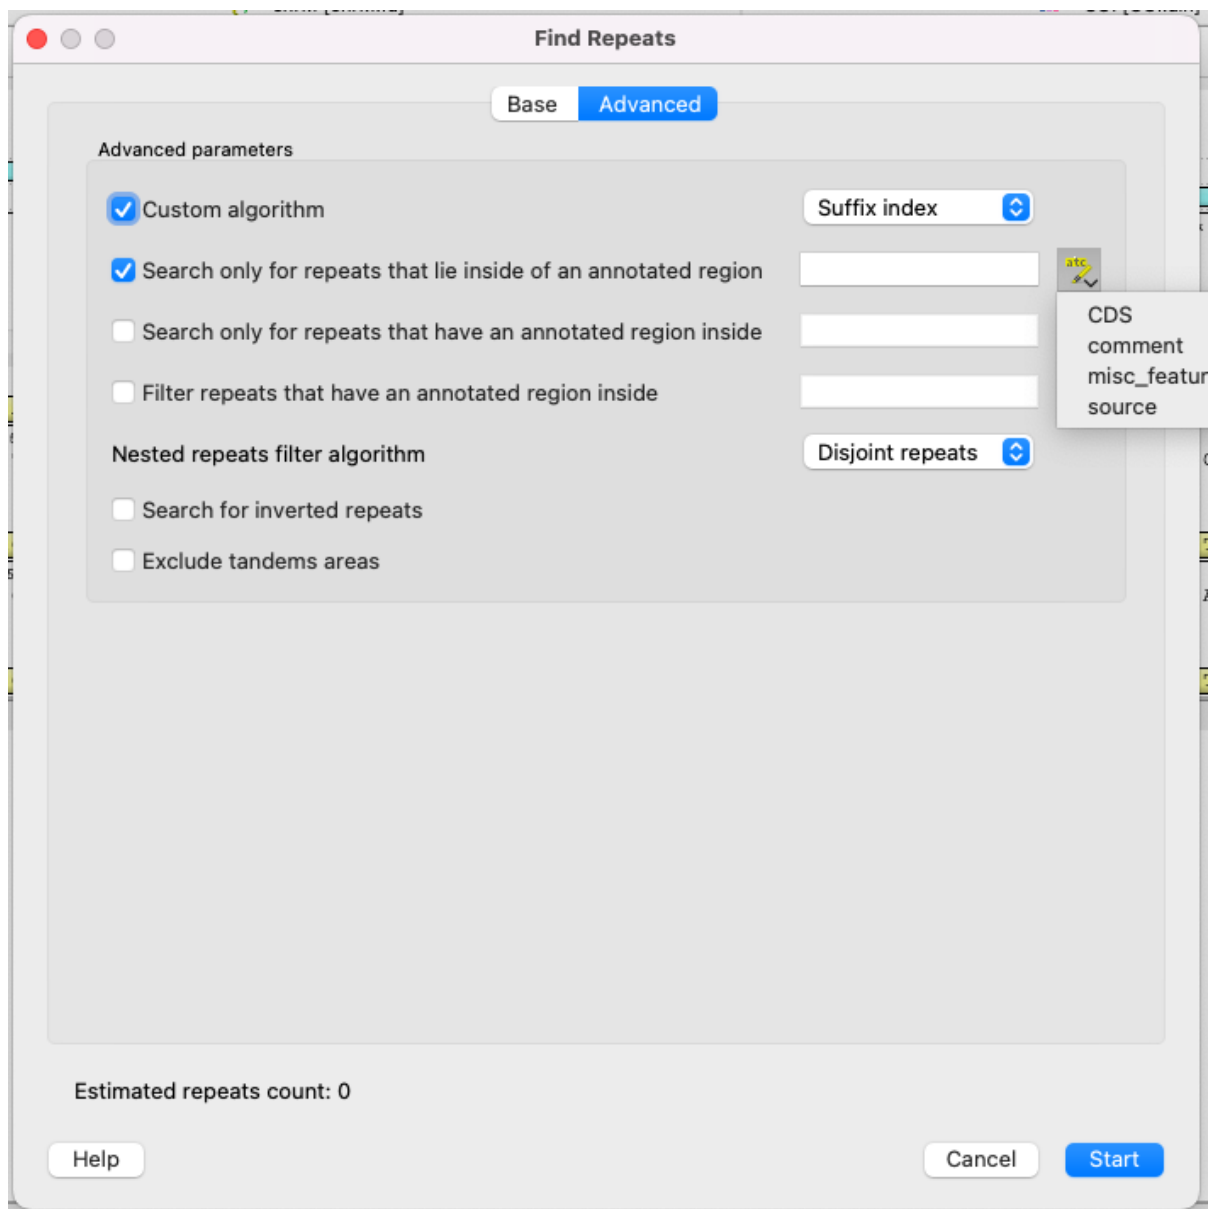 Find Repeats
Base Advanced
Advanced parameters
Custom algorithm Suffix index
Search only for repeats that lie inside of an annotated region
atc
CDS
Search only for repeats that have an annotated region inside
comment
misc_featur
Filter repeats that have an annotated region inside
source
Nested repeats filter algorithm Disjoint repeats
Search for inverted repeats
Exclude tandems areas
Estimated repeats count: 0
Help Cancel Start